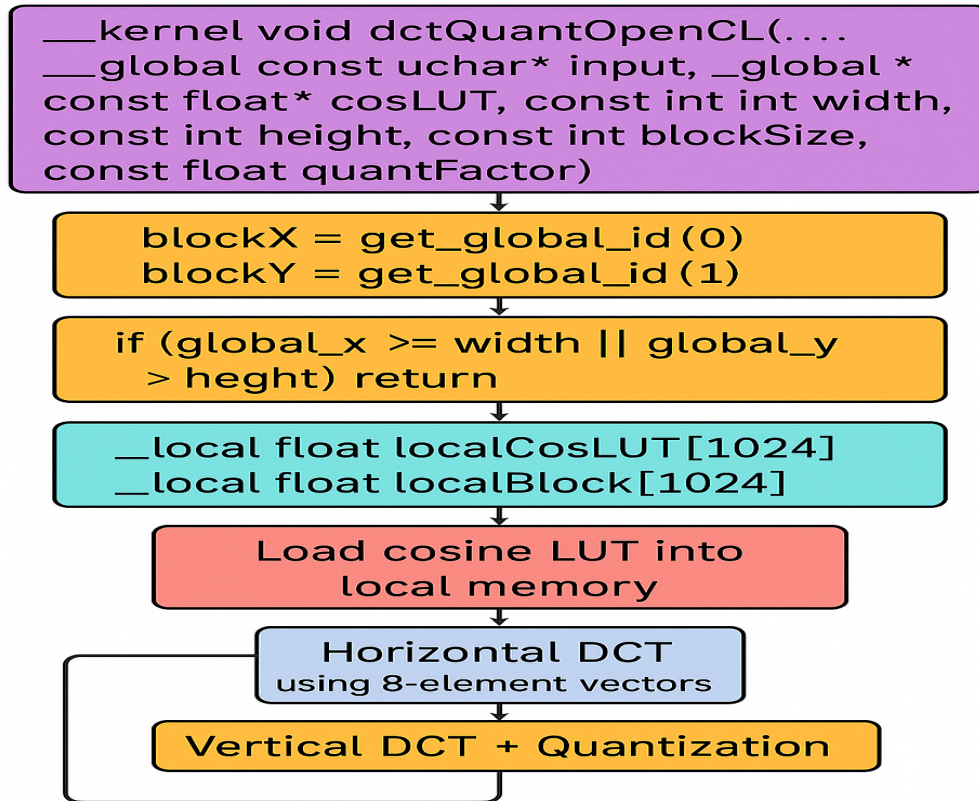 __kernel void dctQuantOpenCL(....
__global const uchar* input, _global *
const float* cosLUT, const int int width,
const int height, const int blockSize,
const float quantFactor)
blockX = get_global_id (0)
blockY = get_global_id (1)
if (global_x >= width || global_y
> heght) return
_local float localCosLUT[1024]
_local float localBlock[1024]
Load cosine LUT into
local memory
Horizontal DCT
using 8-element vectors
Vertical DCT + Quantization